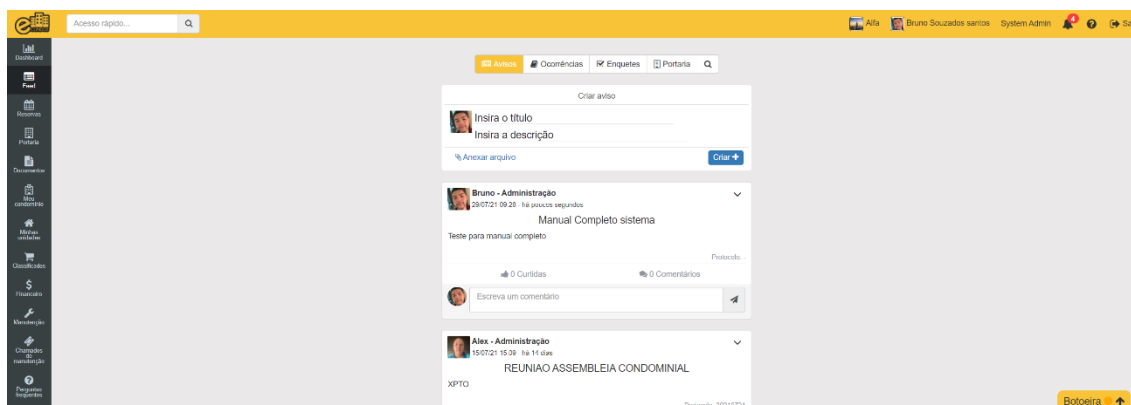 Acesso rápido...
Alfa
Bruno Souzados santos
System Admin
4
Dashboard
Feed
Reservas
Portaria
Documentos
Meu
condomínio
Minhas
unidades
Classificados
Financeiro
Manutenção
Chamados
de
manutenção
Perguntas
frequentes
Avisos
Ocorrências
Enquetes
Portaria
Criar aviso
Insira o título
Insira a descrição
Anexar arquivo
Criar +
Bruno - Administração
29/07/21 09:28 - há poucos segundos
Manual Completo sistema
Teste para manual completo
Protocolo: -
0 Curtidas
0 Comentários
Escreva um comentário
Alex - Administração
15/07/21 15:09 há 14 dias
REUNIAO ASSEMBLEIA CONDOMINIAL
XPTO
Botoeira